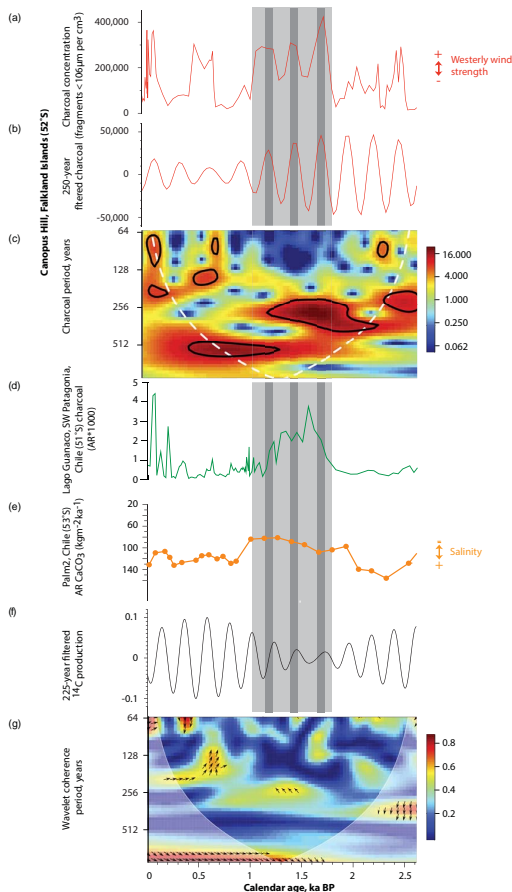 Canopus Hill, Falkland Islands (52°S)
(a)
Charcoal concentration
(fragments <106μm per cm3)
400,000
200,000
0
+
-
Westerly wind
strength
(b)
250-year
filtered charcoal
50,000
0
-50,000
(c)
Charcoal period, years
64
128
256
512
16.000
4.000
1.000
0.250
0.062
(d)
Lago Guanaco, SW Patagonia,
Chile (51°S) charcoal
(AR*1000)
5
4
3
2
1
0
(e)
Palm2, Chile (53°S)
AR CaCO3 (kgm-2ka-1)
20
60
100
140
-
+
Salinity
(f)
225-year filtered
14C production
0.1
0
-0.1
(g)
Wavelet coherence
period, years
64
128
256
512
0.8
0.6
0.4
0.2
0
0.5
1.0
1.5
2.0
2.5
Calendar age, ka BP